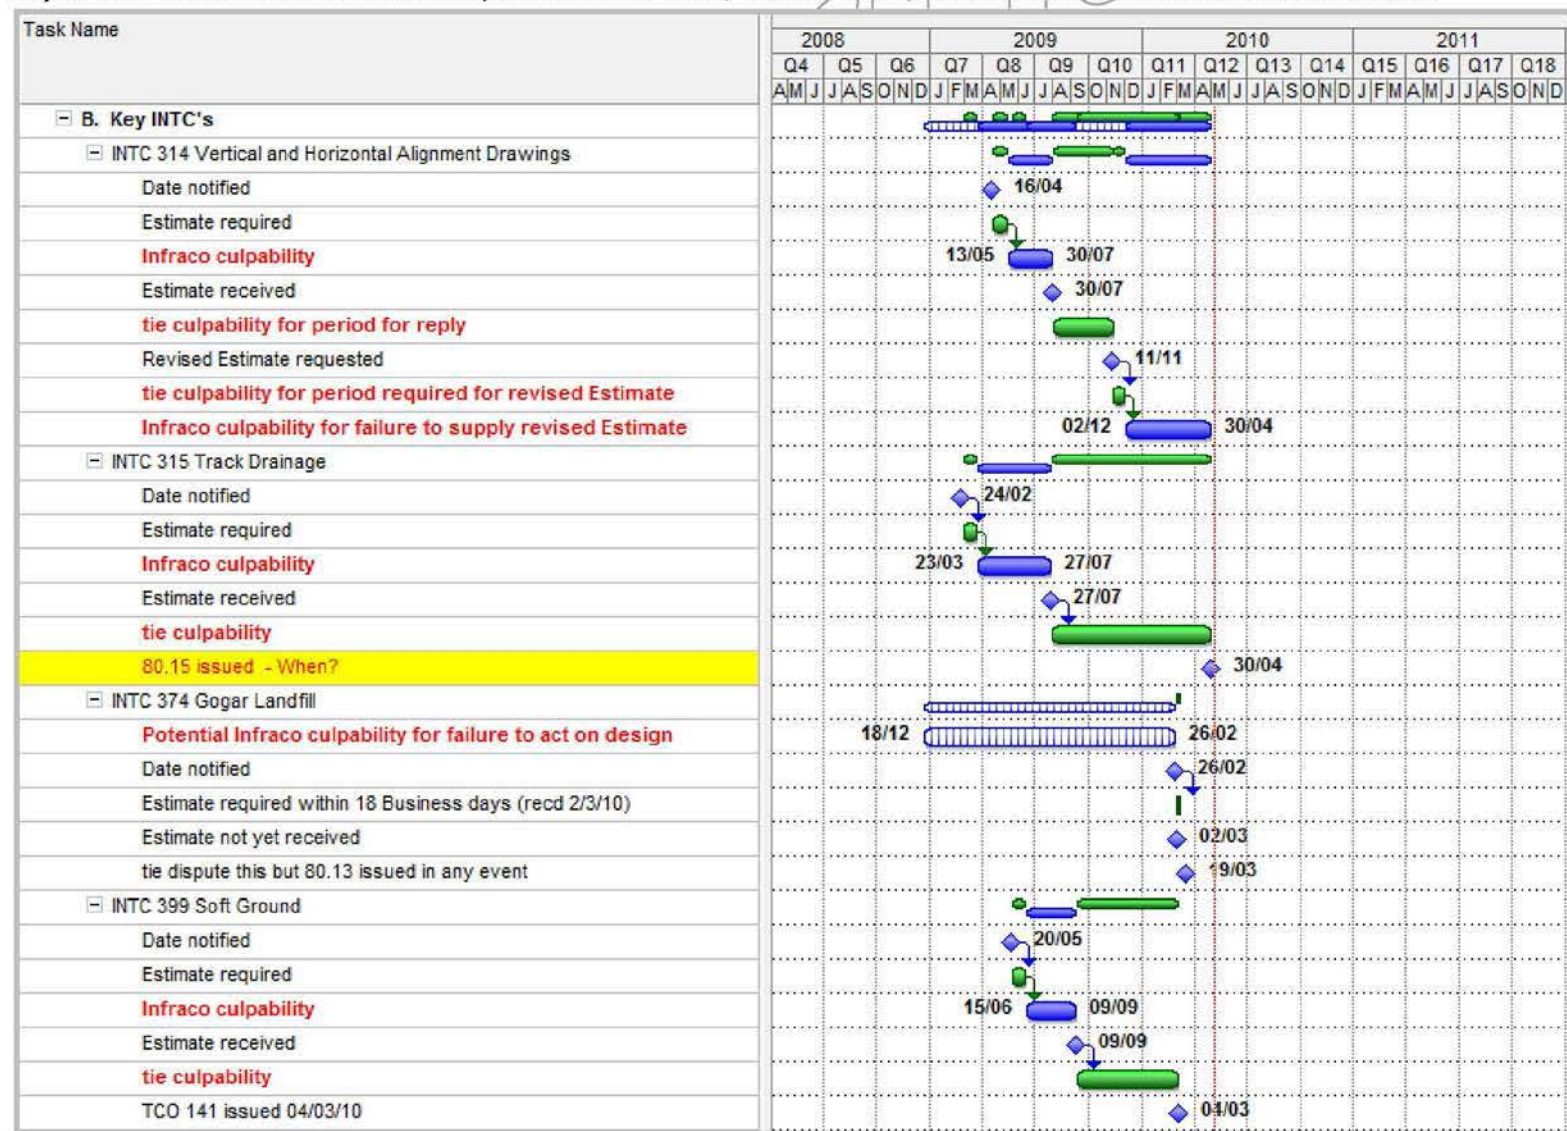 Task Name
2008 2009 2010 2011
Q4 Q5 Q6 Q7 Q8 Q9 Q10 Q11 Q12 Q13 Q14 Q15 Q16 Q17 Q18
A M J J A S O N D J F M A M J J A S O N D J F M A M J J A S O N D J F M A M J J A S O N D
B. Key INTC's
INTC 314 Vertical and Horizontal Alignment Drawings
Date notified 16/04
Estimate required
Infraco culpability 13/05 30/07
Estimate received 30/07
tie culpability for period for reply
Revised Estimate requested 11/11
tie culpability for period required for revised Estimate
Infraco culpability for failure to supply revised Estimate 02/12 30/04
INTC 315 Track Drainage
Date notified 24/02
Estimate required
Infraco culpability 23/03 27/07
Estimate received 27/07
tie culpability
80.15 issued - When? 30/04
INTC 374 Gogar Landfill
Potential Infraco culpability for failure to act on design 18/12 26/02
Date notified 26/02
Estimate required within 18 Business days (recd 2/3/10)
Estimate not yet received 02/03
tie dispute this but 80.13 issued in any event 19/03
INTC 399 Soft Ground
Date notified 20/05
Estimate required
Infraco culpability 15/06 09/09
Estimate received 09/09
tie culpability
TCO 141 issued 04/03/10 04/03